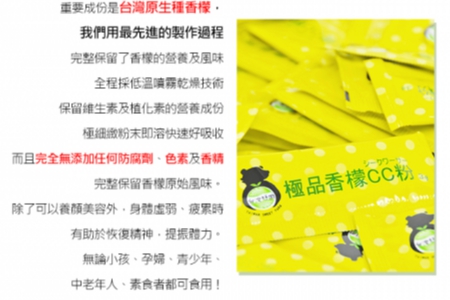 重要成份是台灣原生種香檬，
我們用最先進的製作過程
完整保留了香檬的營養及風味
全程採低溫噴霧乾燥技術
保留維生素及植化素的營養成份
極細緻粉末即溶快速好吸收
而且完全無添加任何防腐劑、色素及香精
完整保留香檬原始風味。
除了可以養顏美容外，身體虛弱、疲累時
有助於恢復精神，提振體力。
無論小孩、孕婦、青少年、
中老年人、素食者都可食用！
シークワーサー
極品香檬CC粉